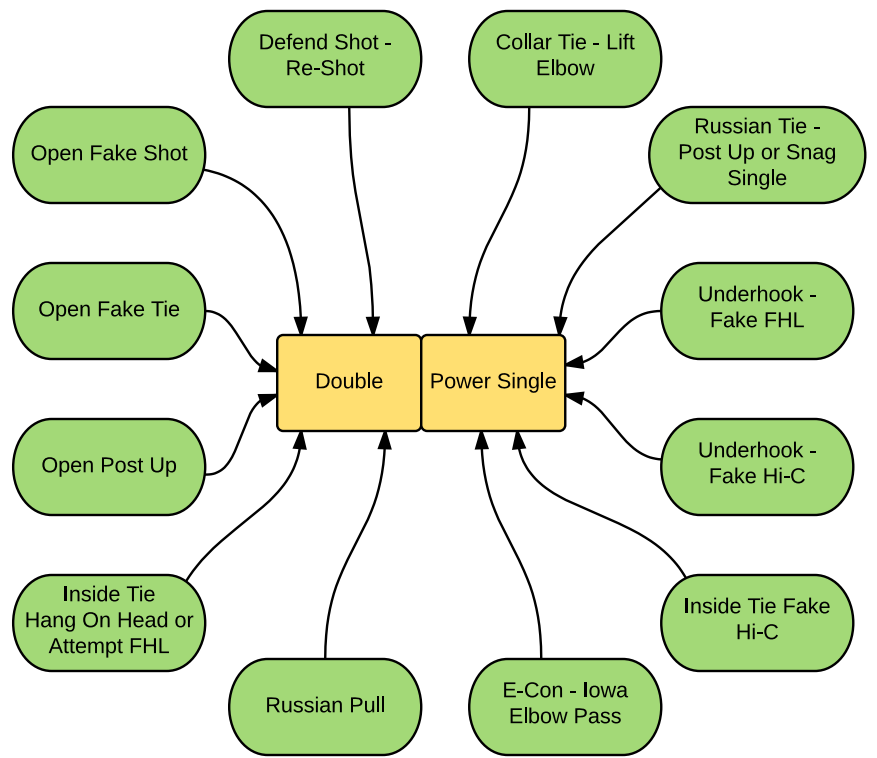 Defend Shot -
Re-Shot
Collar Tie - Lift
Elbow
Open Fake Shot
Russian Tie -
Post Up or Snag
Single
Open Fake Tie
Underhook -
Fake FHL
Double
Power Single
Open Post Up
Underhook -
Fake Hi-C
Inside Tie
Hang On Head or
Attempt FHL
Inside Tie Fake
Hi-C
Russian Pull
E-Con - Iowa
Elbow Pass